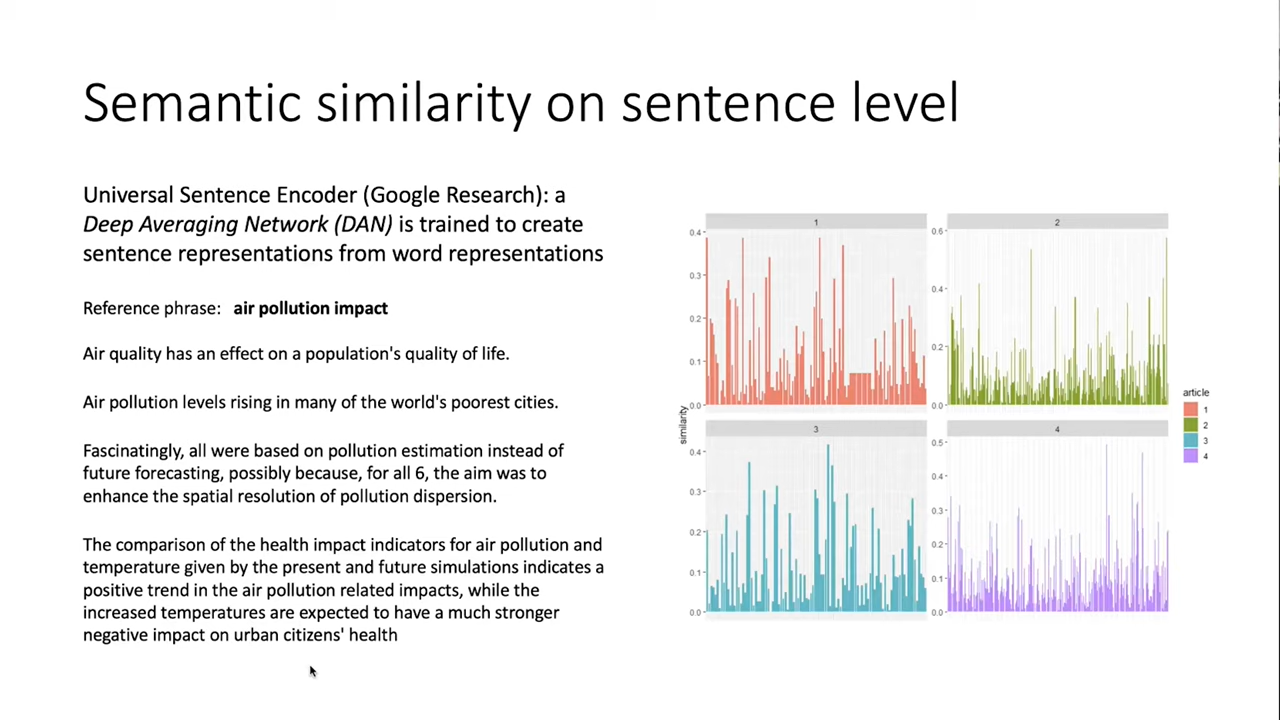 Semantic similarity on sentence level
Universal Sentence Encoder (Google Research): a
Deep Averaging Network (DAN) is trained to create
sentence representations from word representations
Reference phrase: air pollution impact
Air quality has an effect on a population's quality of life.
Air pollution levels rising in many of the world's poorest cities.
Fascinatingly, all were based on pollution estimation instead of
future forecasting, possibly because, for all 6, the aim was to
enhance the spatial resolution of pollution dispersion.
The comparison of the health impact indicators for air pollution and
temperature given by the present and future simulations indicates a
positive trend in the air pollution related impacts, while the
increased temperatures are expected to have a much stronger
negative impact on urban citizens' health
1
0.4
0.3
0.2
0.1
0.0
2
0.6
0.4
0.2
0.0
similarity
3
0.4
0.3
0.2
0.1
0.0
4
0.5
0.4
0.3
0.2
0.1
0.0
article
1
2
3
4